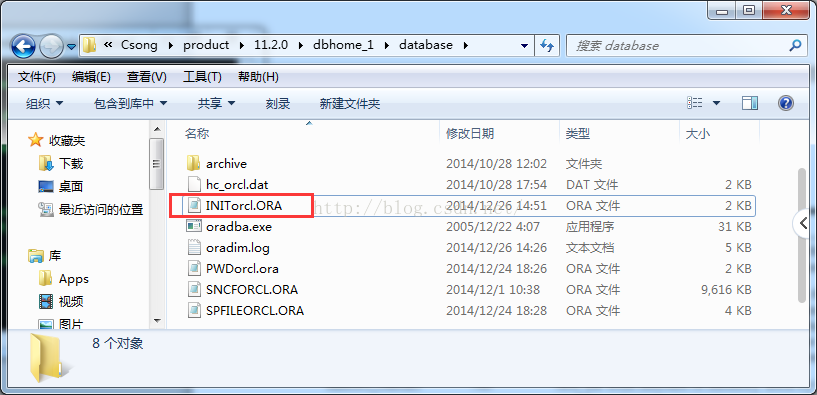 « Csong ▸ product ▸ 11.2.0 ▸ dbhome_1 ▸ database ▸
搜索 database
文件(F) 编辑(E) 查看(V) 工具(T) 帮助(H)
组织 包含到库中 共享 刻录 新建文件夹
名称 修改日期 类型 大小
收藏夹
下载
桌面
最近访问的位置
库
Apps
视频
图片
archive 2014/10/28 12:02 文件夹
hc_orcl.dat 2014/10/28 17:54 DAT 文件 2 KB
INITorcl.ORA 2014/12/26 14:51 ORA 文件 2 KB
http://blog.csdn.net/
oradba.exe 2005/12/22 4:07 应用程序 31 KB
oradim.log 2014/12/26 14:26 文本文档 5 KB
PWDorcl.ora 2014/12/24 18:26 ORA 文件 2 KB
SNCFORCL.ORA 2014/12/1 10:38 ORA 文件 9,616 KB
SPFILEORCL.ORA 2014/12/24 18:28 ORA 文件 4 KB
8 个对象